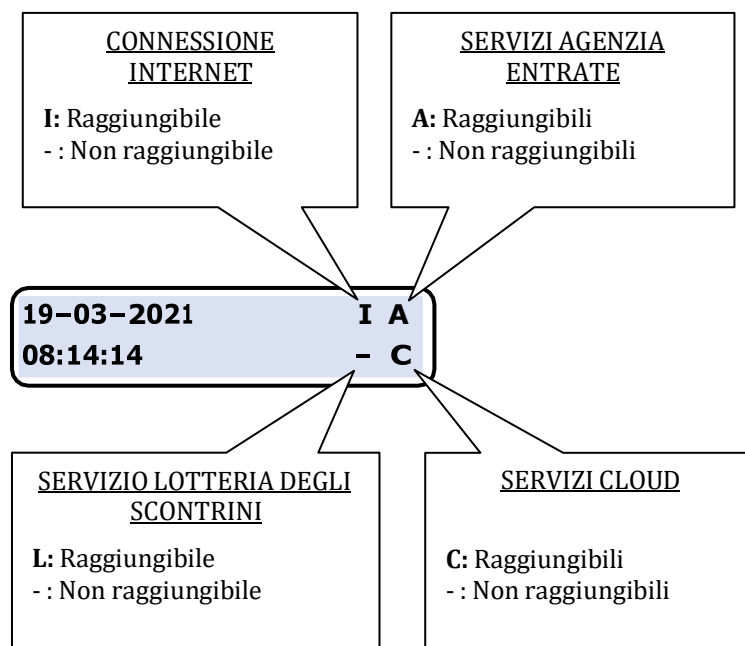 CONNESSIONE
INTERNET
I: Raggiungibile
- : Non raggiungibile
SERVIZI AGENZIA
ENTRATE
A: Raggiungibili
- : Non raggiungibili
19-03-2021 I A
08:14:14 - C
SERVIZIO LOTTERIA DEGLI
SCONTRINI
L: Raggiungibile
- : Non raggiungibile
SERVIZI CLOUD
C: Raggiungibili
- : Non raggiungibili